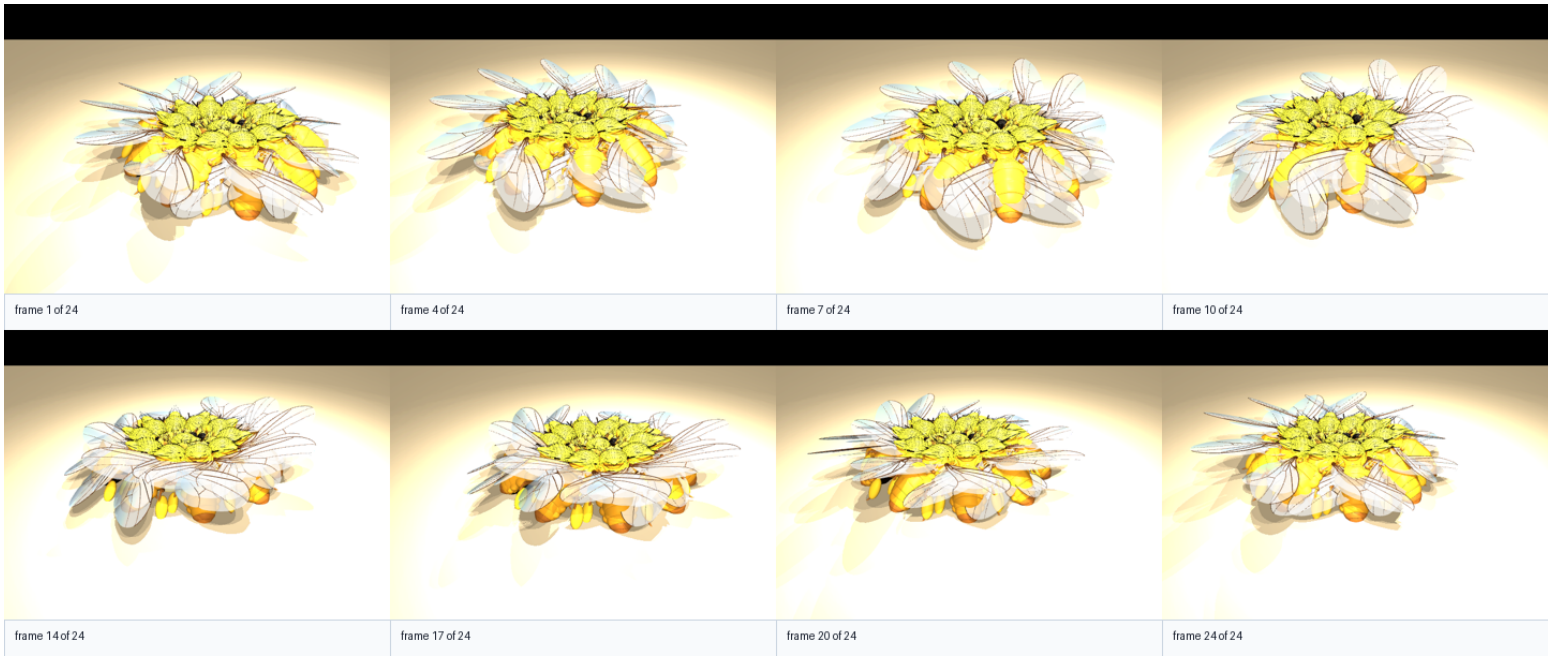 frame 1 of 24
frame 4 of 24
frame 7 of 24
frame 10 of 24
frame 14 of 24
frame 17 of 24
frame 20 of 24
frame 24 of 24